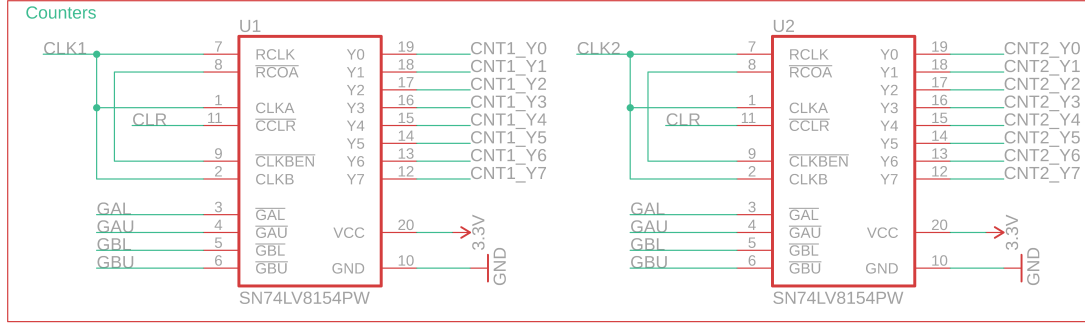 Counters
U1
CLK1 7 RCLK Y0 19 CNT1_Y0
8 RCOA Y1 18 CNT1_Y1
Y2 17 CNT1_Y2
1 CLKA Y3 16 CNT1_Y3
CLR 11 CCLR Y4 15 CNT1_Y4
Y5 14 CNT1_Y5
9 CLKBEN Y6 13 CNT1_Y6
2 CLKB Y7 12 CNT1_Y7
GAL 3 GAL
GAU 4 GAU VCC 20 3.3V
GBL 5 GBL
GBU 6 GBU GND 10 GND
SN74LV8154PW
U2
CLK2 7 RCLK Y0 19 CNT2_Y0
8 RCOA Y1 18 CNT2_Y1
Y2 17 CNT2_Y2
1 CLKA Y3 16 CNT2_Y3
CLR 11 CCLR Y4 15 CNT2_Y4
Y5 14 CNT2_Y5
9 CLKBEN Y6 13 CNT2_Y6
2 CLKB Y7 12 CNT2_Y7
GAL 3 GAL
GAU 4 GAU VCC 20 3.3V
GBL 5 GBL
GBU 6 GBU GND 10 GND
SN74LV8154PW